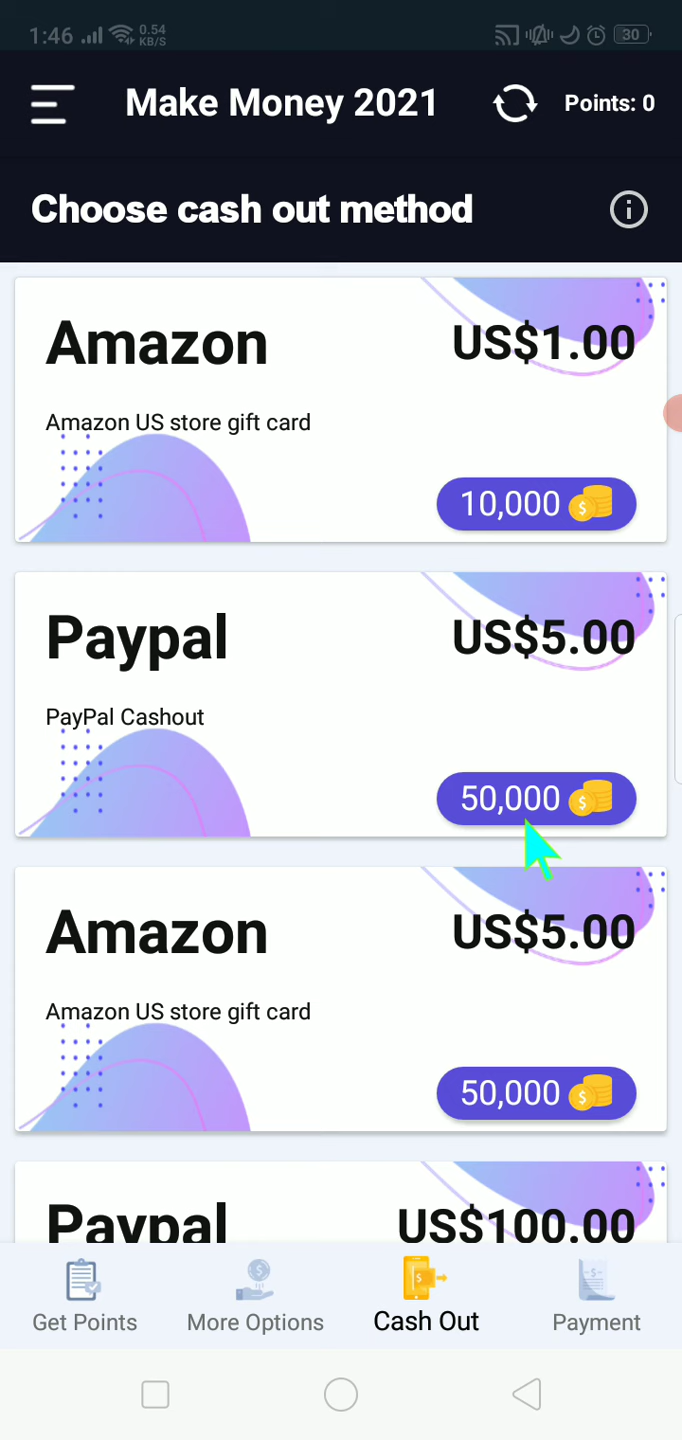 1:46 0.54 KB/S 30
Make Money 2021 Points: 0
Choose cash out method
Amazon US$1.00
Amazon US store gift card
10,000
Paypal US$5.00
PayPal Cashout
50,000
Amazon US$5.00
Amazon US store gift card
50,000
Paypal US$100.00
Get Points More Options Cash Out Payment